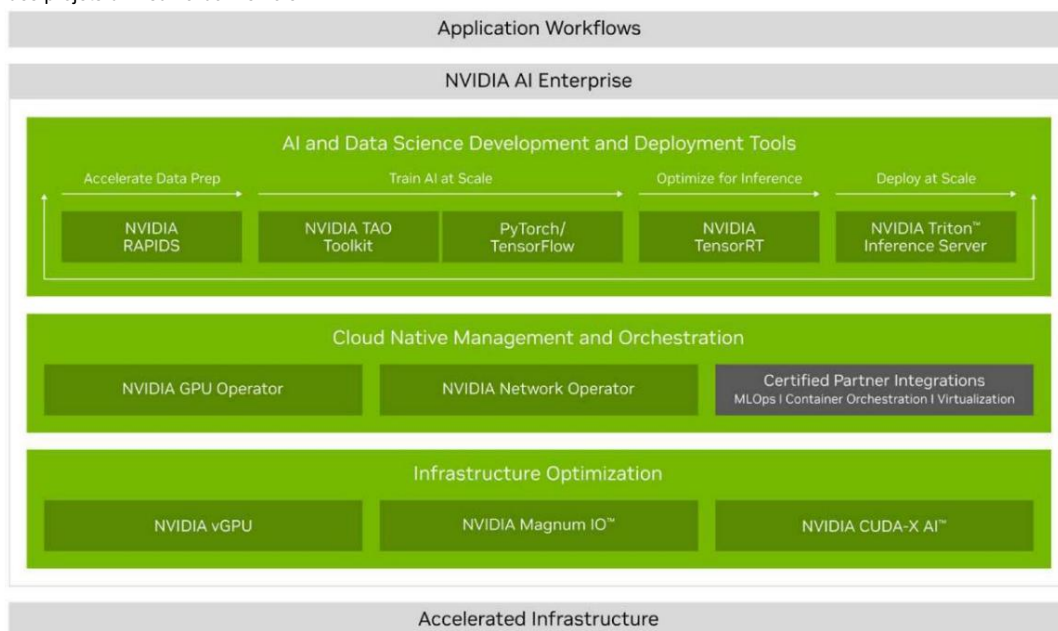 Application Workflows
NVIDIA AI Enterprise
AI and Data Science Development and Deployment Tools
Accelerate Data Prep
Train AI at Scale
Optimize for Inference
Deploy at Scale
NVIDIA
RAPIDS
NVIDIA TAO
Toolkit
PyTorch/
TensorFlow
NVIDIA
TensorRT
NVIDIA Triton™
Inference Server
Cloud Native Management and Orchestration
NVIDIA GPU Operator
NVIDIA Network Operator
Certified Partner Integrations
MLOps | Container Orchestration | Virtualization
Infrastructure Optimization
NVIDIA vGPU
NVIDIA Magnum IO™
NVIDIA CUDA-X AI™
Accelerated Infrastructure